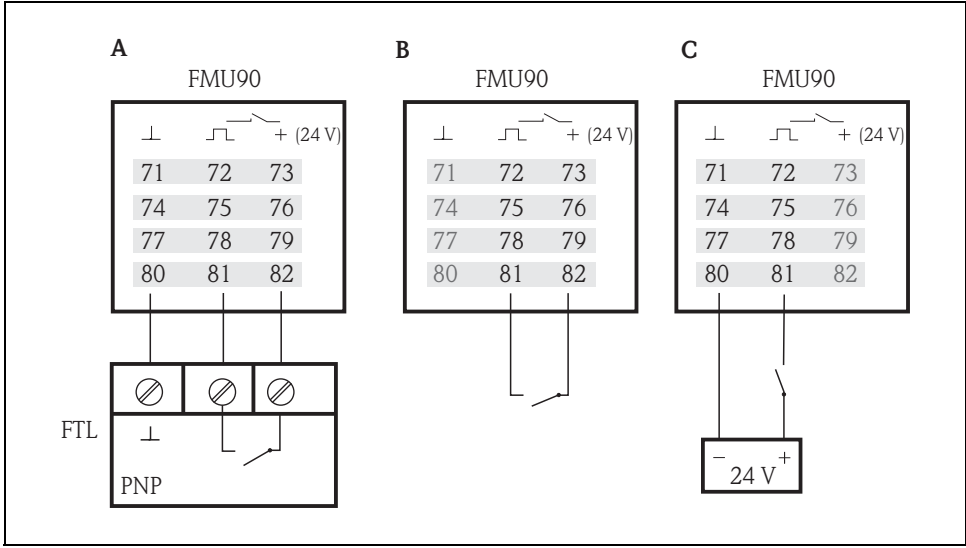 A
FMU90
⊥ ⎍ + (24 V)
71 72 73
74 75 76
77 78 79
80 81 82
FTL
⊥
PNP
B
FMU90
⊥ ⎍ + (24 V)
71 72 73
74 75 76
77 78 79
80 81 82
C
FMU90
⊥ ⎍ + (24 V)
71 72 73
74 75 76
77 78 79
80 81 82
− +
24 V